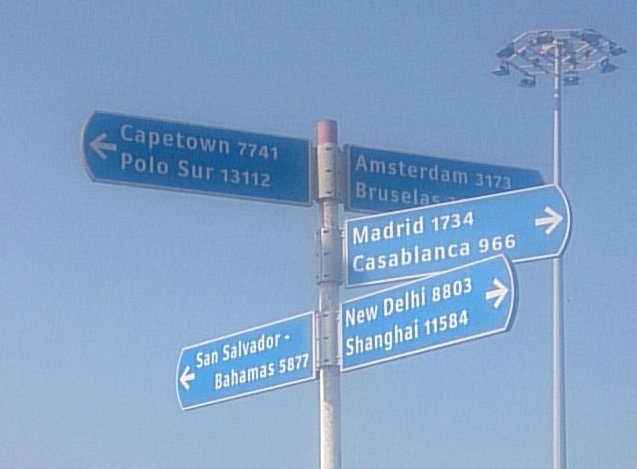 Capetown 7741
Polo Sur 13112
Amsterdam 3173
Bruselas
Madrid 1734
Casablanca 966
New Delhi 8803
Shanghai 11584
San Salvador -
Bahamas 5877